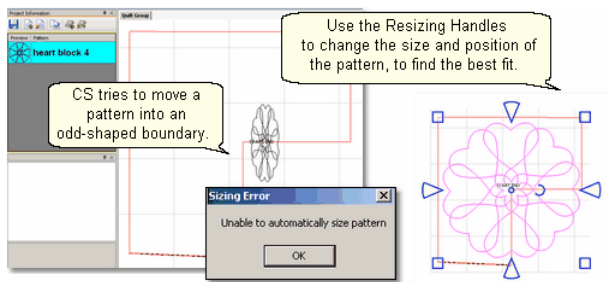 Project Information
Quilt Group
Preview Pattern
heart block 4
Use the Resizing Handles
to change the size and position of
the pattern, to find the best fit.
CS tries to move a
pattern into an
odd-shaped boundary.
Sizing Error
Unable to automatically size pattern
OK